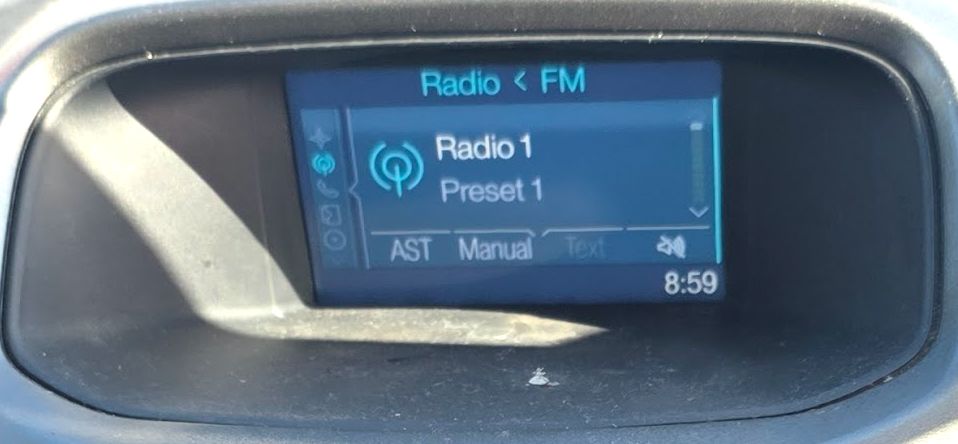 Radio < FM
Radio 1
Preset 1
AST Manual Text
8:59